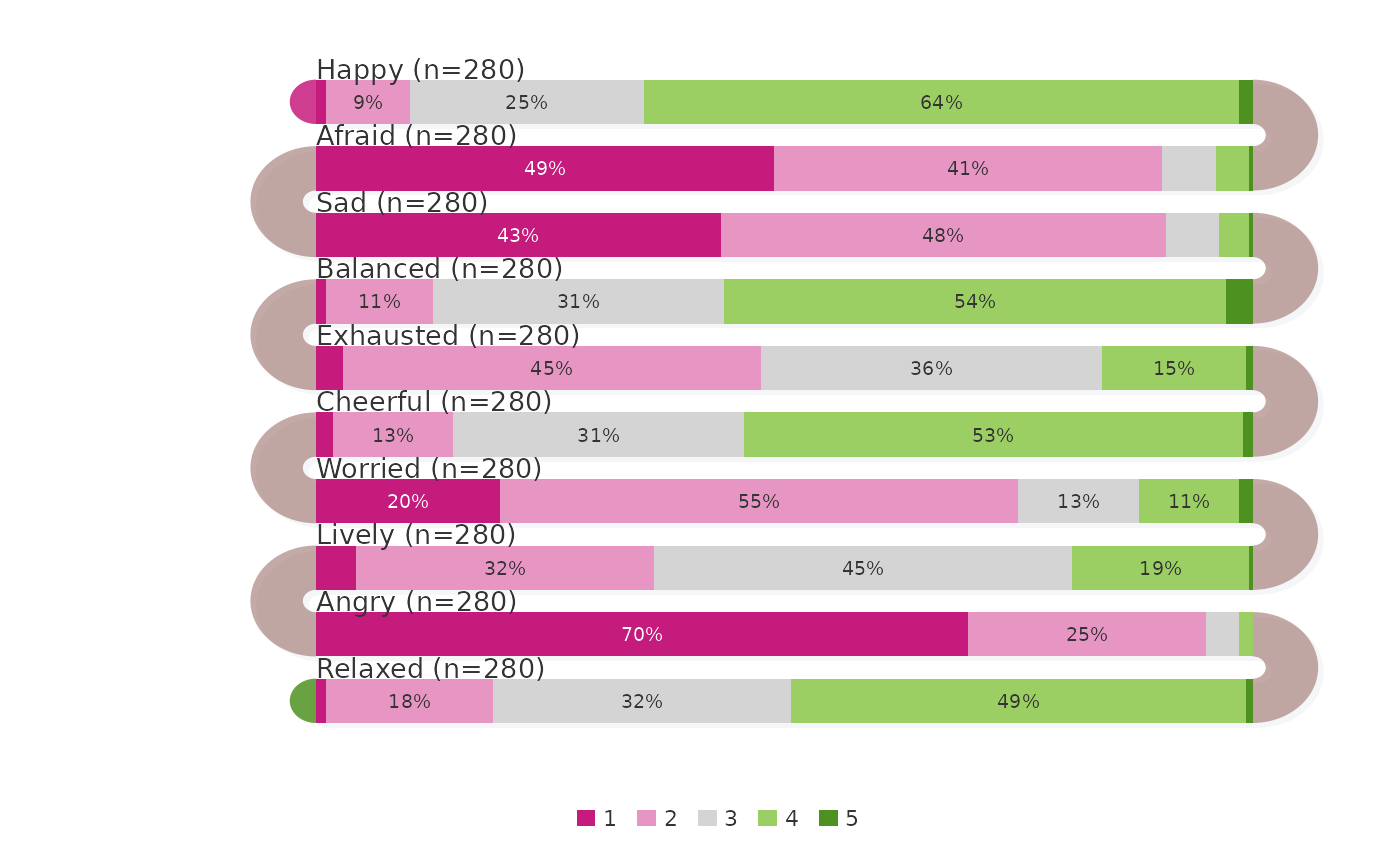 Happy (n=280)
9% 25% 64%
Afraid (n=280)
49% 41%
Sad (n=280)
43% 48%
Balanced (n=280)
11% 31% 54%
Exhausted (n=280)
45% 36% 15%
Cheerful (n=280)
13% 31% 53%
Worried (n=280)
20% 55% 13% 11%
Lively (n=280)
32% 45% 19%
Angry (n=280)
70% 25%
Relaxed (n=280)
18% 32% 49%
1 2 3 4 5